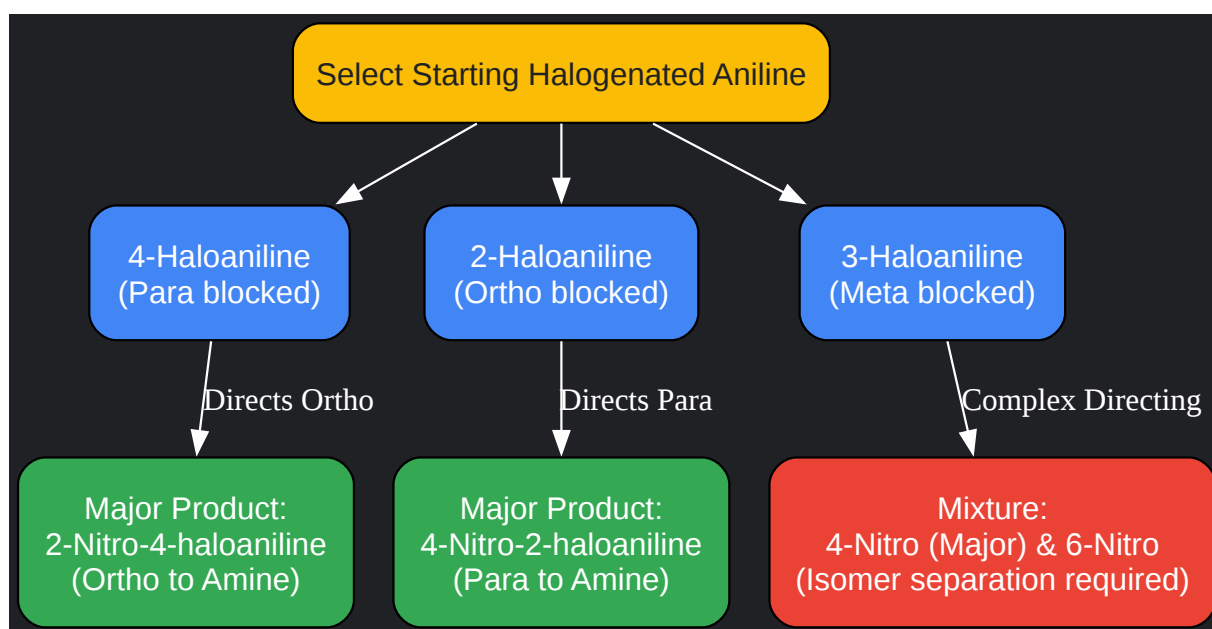 Select Starting Halogenated Aniline
4-Haloaniline
(Para blocked)
2-Haloaniline
(Ortho blocked)
3-Haloaniline
(Meta blocked)
Directs Ortho
Directs Para
Complex Directing
Major Product:
2-Nitro-4-haloaniline
(Ortho to Amine)
Major Product:
4-Nitro-2-haloaniline
(Para to Amine)
Mixture:
4-Nitro (Major) & 6-Nitro
(Isomer separation required)